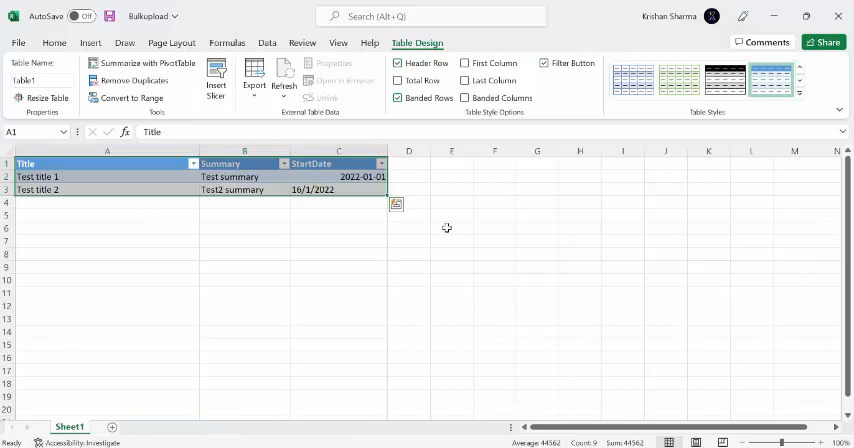 AutoSave Off Bulkupload Search (Alt+Q) Krishan Sharma
File Home Insert Draw Page Layout Formulas Data Review View Help Table Design Comments Share
Table Name:
Table1
Resize Table
Properties
Summarize with PivotTable
Remove Duplicates
Convert to Range
Tools
Insert
Slicer
Export
Refresh
Properties
Open in Browser
Unlink
External Table Data
Header Row First Column Filter Button
Total Row Last Column
Banded Rows Banded Columns
Table Style Options
Table Styles
A1 fx Title
A B C D E F G H I J K L M N
1 Title Summary StartDate
2 Test title 1 Test summary 2022-01-01
3 Test title 2 Test2 summary 16/1/2022
4
5
6
7
8
9
10
11
12
13
14
15
16
17
18
19
20
Sheet1
Ready Accessibility: Investigate Average: 44562 Count: 9 Sum: 44562 100%